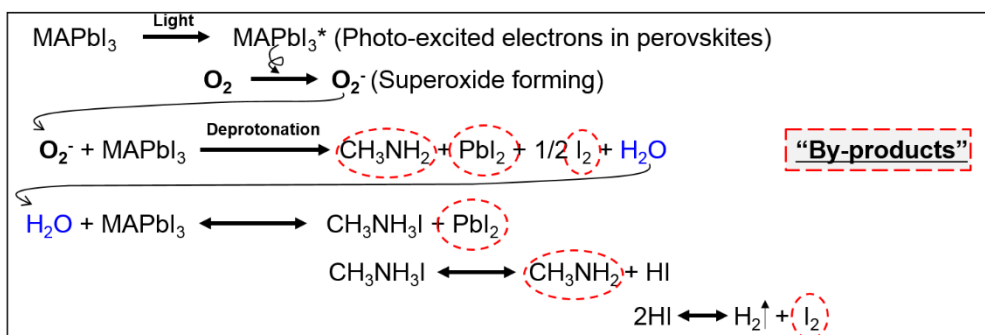 Light
MAPbI₃ → MAPbI₃* (Photo-excited electrons in perovskites)
O₂ → O₂⁻ (Superoxide forming)
Deprotonation
O₂⁻ + MAPbI₃ → CH₃NH₂ + PbI₂ + 1/2 I₂ + H₂O
“By-products”
H₂O + MAPbI₃ ↔ CH₃NH₃I + PbI₂
CH₃NH₃I ↔ CH₃NH₂ + HI
2HI ↔ H₂↑ + I₂